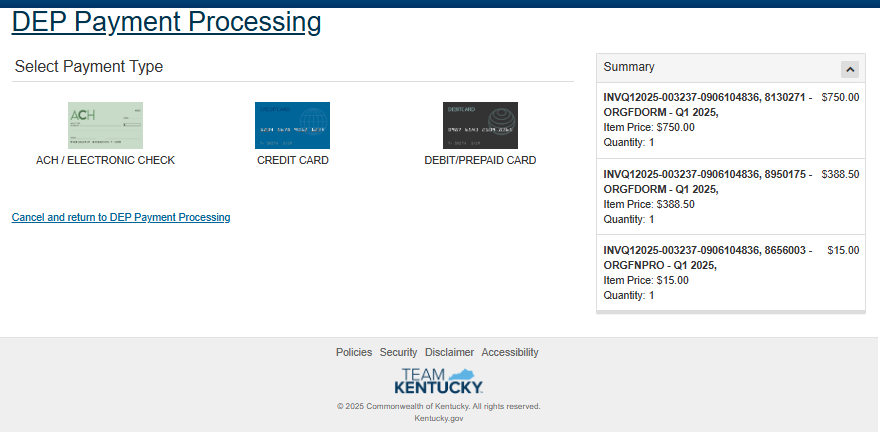 DEP Payment Processing
Select Payment Type
ACH
ACH / ELECTRONIC CHECK
CREDIT CARD
DEBITCARD
DEBIT/PREPAID CARD
Cancel and return to DEP Payment Processing
Summary
INVQ12025-003237-0906104836, 8130271 - $750.00
ORGFDORM - Q1 2025,
Item Price: $750.00
Quantity: 1
INVQ12025-003237-0906104836, 8950175 - $388.50
ORGFDORM - Q1 2025,
Item Price: $388.50
Quantity: 1
INVQ12025-003237-0906104836, 8656003 - $15.00
ORGFNPRO - Q1 2025,
Item Price: $15.00
Quantity: 1
Policies Security Disclaimer Accessibility
TEAM
KENTUCKY
© 2025 Commonwealth of Kentucky. All rights reserved.
Kentucky.gov